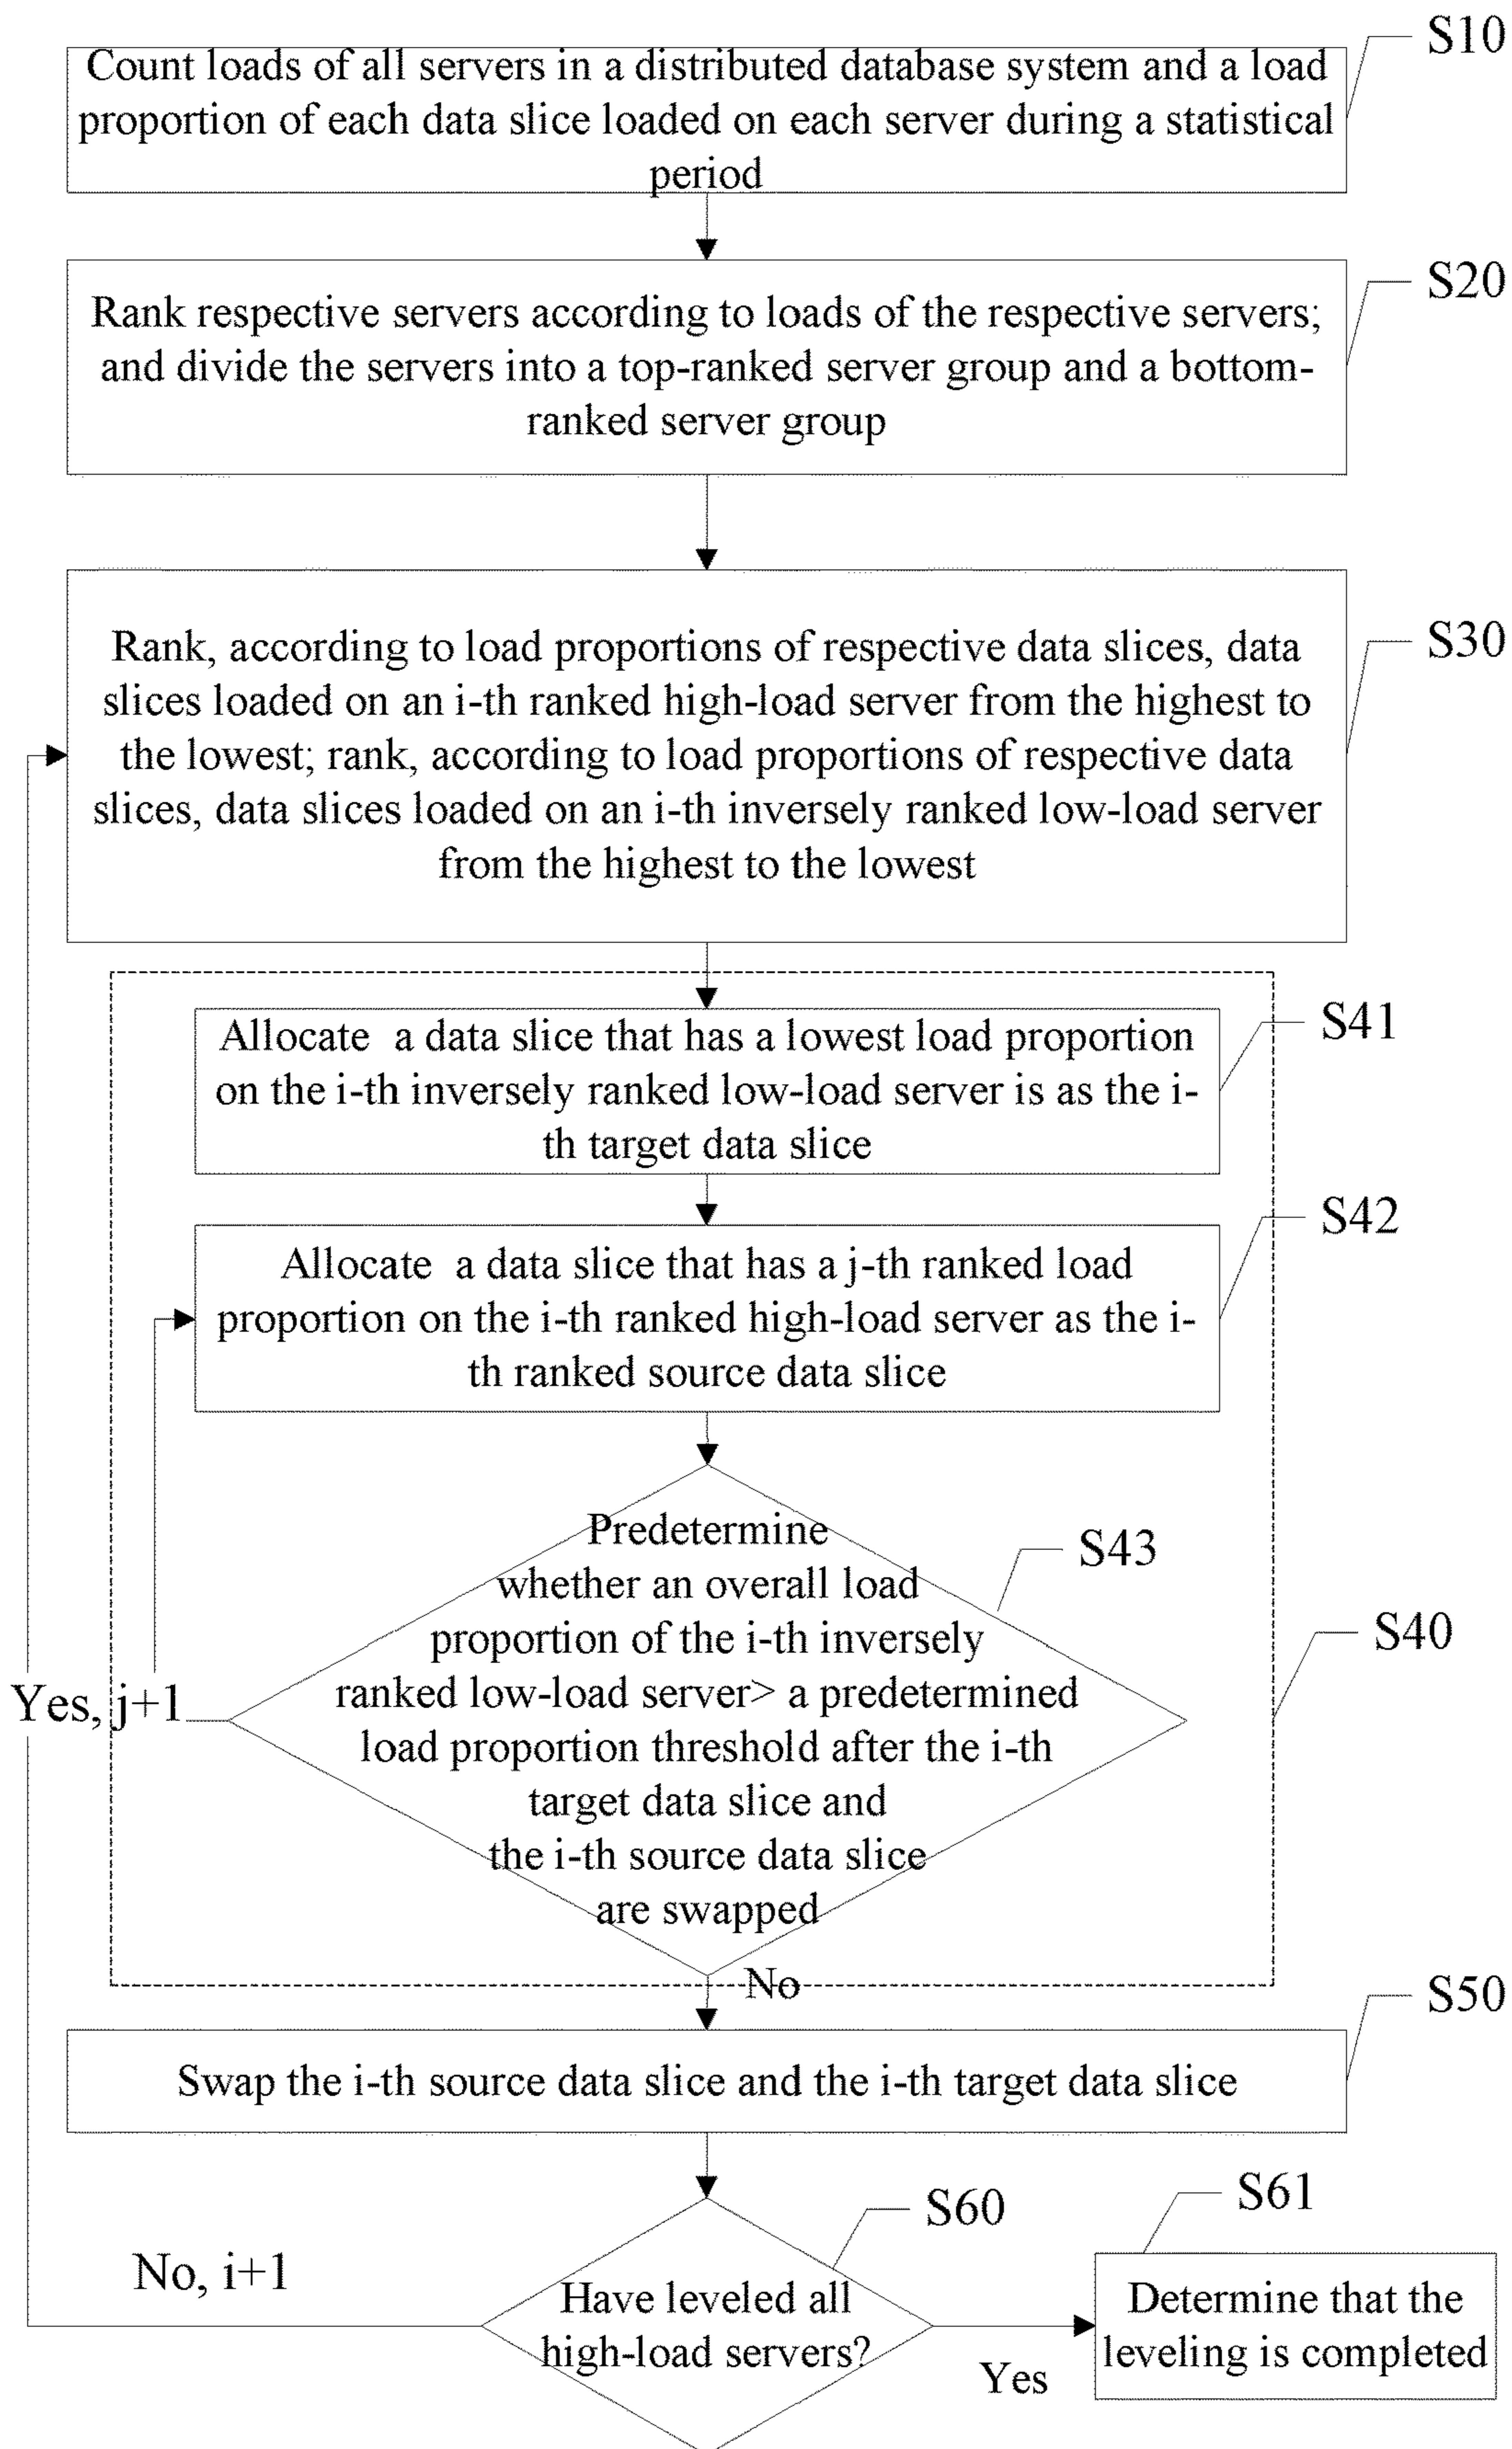 S10
Count loads of all servers in a distributed database system and a load
proportion of each data slice loaded on each server during a statistical
period
S20
Rank respective servers according to loads of the respective servers;
and divide the servers into a top-ranked server group and a bottom-
ranked server group
S30
Rank, according to load proportions of respective data slices, data
slices loaded on an i-th ranked high-load server from the highest to
the lowest; rank, according to load proportions of respective data
slices, data slices loaded on an i-th inversely ranked low-load server
from the highest to the lowest
S41
Allocate a data slice that has a lowest load proportion
on the i-th inversely ranked low-load server is as the i-
th target data slice
S42
Allocate a data slice that has a j-th ranked load
proportion on the i-th ranked high-load server as the i-
th ranked source data slice
S43
Predetermine
whether an overall load
proportion of the i-th inversely
ranked low-load server> a predetermined
load proportion threshold after the i-th
target data slice and
the i-th source data slice
are swapped
S40
Yes, j+1
No
S50
Swap the i-th source data slice and the i-th target data slice
S60
S61
No, i+1
Have leveled all
high-load servers?
Yes
Determine that the
leveling is completed